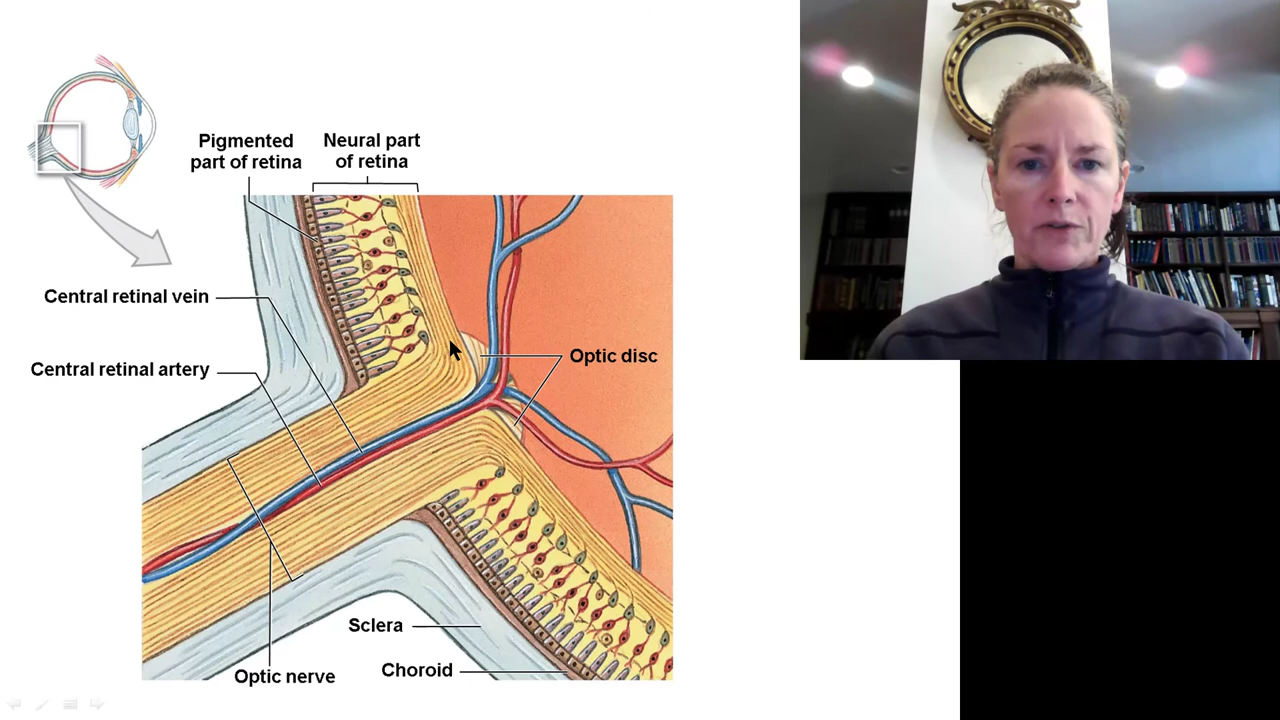 Pigmented
part of retina
Neural part
of retina
Central retinal vein
Central retinal artery
Optic disc
Sclera
Choroid
Optic nerve